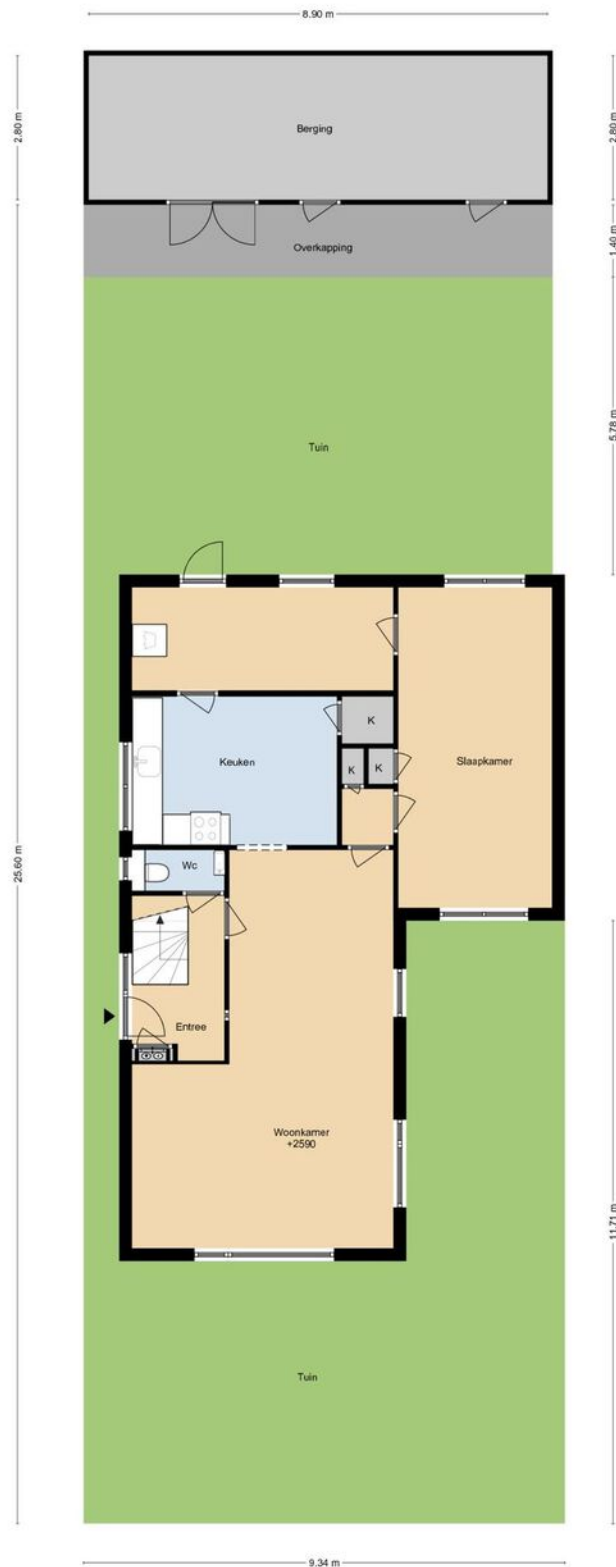 8.90 m
2.80 m
2.80 m
Berging
Overkapping
1.40 m
Tuin
5.78 m
K
Keuken
K
K
Slaapkamer
Wc
25.60 m
Entree
Woonkamer
+2590
11.71 m
Tuin
9.34 m